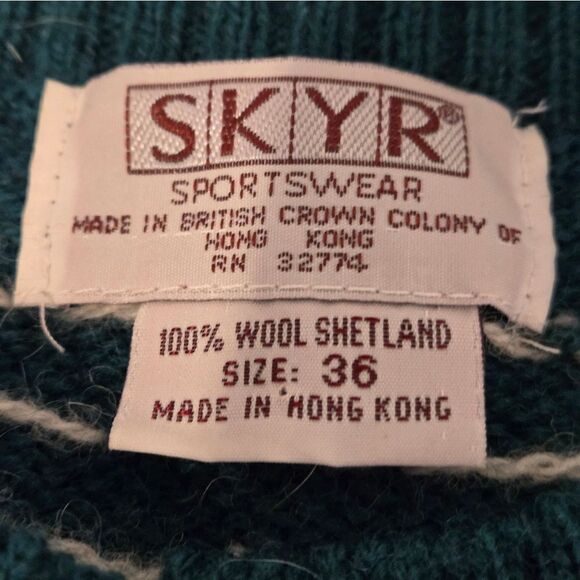 SKYR®
SPORTSWEAR
MADE IN BRITISH CROWN COLONY OF
HONG KONG
RN 32774
100% WOOL SHETLAND
SIZE: 36
MADE IN HONG KONG